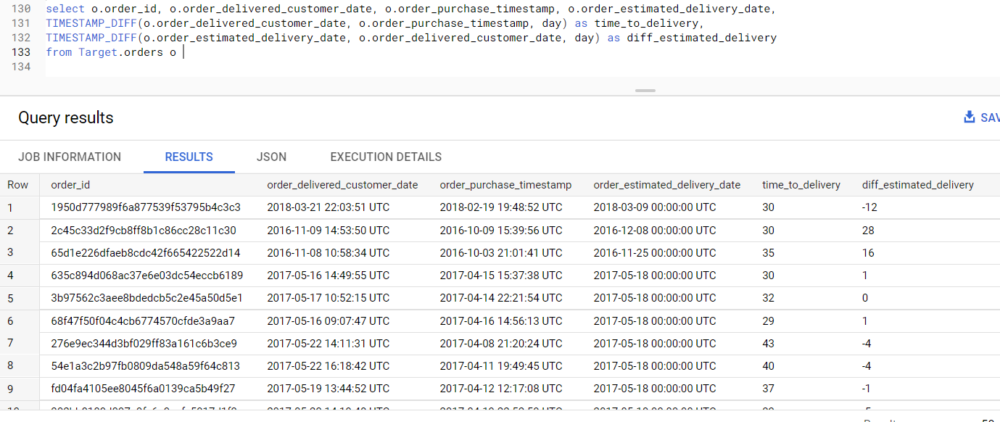 130 select o.order_id, o.order_delivered_customer_date, o.order_purchase_timestamp, o.order_estimated_delivery_date,
131 TIMESTAMP_DIFF(o.order_delivered_customer_date, o.order_purchase_timestamp, day) as time_to_delivery,
132 TIMESTAMP_DIFF(o.order_estimated_delivery_date, o.order_delivered_customer_date, day) as diff_estimated_delivery
133 from Target.orders o
134
Query results
SAV
JOB INFORMATION RESULTS JSON EXECUTION DETAILS
Row order_id order_delivered_customer_date order_purchase_timestamp order_estimated_delivery_date time_to_delivery diff_estimated_delivery
1 1950d777989f6a877539f53795b4c3c3 2018-03-21 22:03:51 UTC 2018-02-19 19:48:52 UTC 2018-03-09 00:00:00 UTC 30 -12
2 2c45c33d2f9cb8ff8b1c86cc28c11c30 2016-11-09 14:53:50 UTC 2016-10-09 15:39:56 UTC 2016-12-08 00:00:00 UTC 30 28
3 65d1e226dfaeb8cdc42f665422522d14 2016-11-08 10:58:34 UTC 2016-10-03 21:01:41 UTC 2016-11-25 00:00:00 UTC 35 16
4 635c894d068ac37e6e03dc54eccb6189 2017-05-16 14:49:55 UTC 2017-04-15 15:37:38 UTC 2017-05-18 00:00:00 UTC 30 1
5 3b97562c3aee8bdedcb5c2e45a50d5e1 2017-05-17 10:52:15 UTC 2017-04-14 22:21:54 UTC 2017-05-18 00:00:00 UTC 32 0
6 68f47f50f04c4cb6774570cfde3a9aa7 2017-05-16 09:07:47 UTC 2017-04-16 14:56:13 UTC 2017-05-18 00:00:00 UTC 29 1
7 276e9ec344d3bf029ff83a161c6b3ce9 2017-05-22 14:11:31 UTC 2017-04-08 21:20:24 UTC 2017-05-18 00:00:00 UTC 43 -4
8 54e1a3c2b97fb0809da548a59f64c813 2017-05-22 16:18:42 UTC 2017-04-11 19:49:45 UTC 2017-05-18 00:00:00 UTC 40 -4
9 fd04fa4105ee8045f6a0139ca5b49f27 2017-05-19 13:44:52 UTC 2017-04-12 12:17:08 UTC 2017-05-18 00:00:00 UTC 37 -1